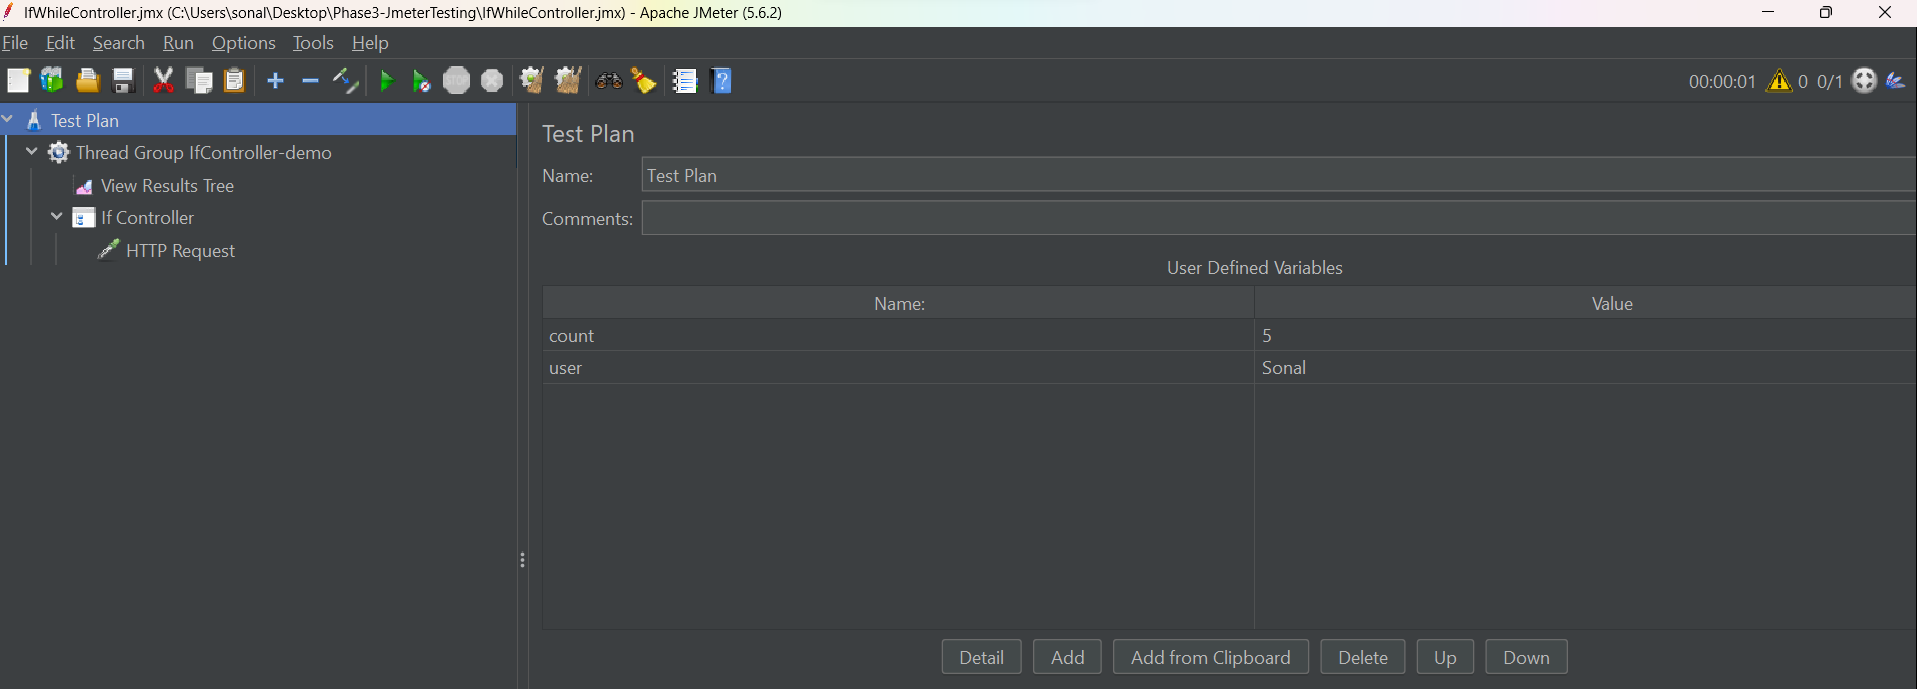 IfWhileController.jmx (C:\Users\sonal\Desktop\Phase3-JmeterTesting\IfWhileController.jmx) - Apache JMeter (5.6.2)
File Edit Search Run Options Tools Help
00:00:01 0 0/1
Test Plan
Thread Group IfController-demo
View Results Tree
If Controller
HTTP Request
Test Plan
Name: Test Plan
Comments:
User Defined Variables
Name: Value
count 5
user Sonal
Detail Add Add from Clipboard Delete Up Down